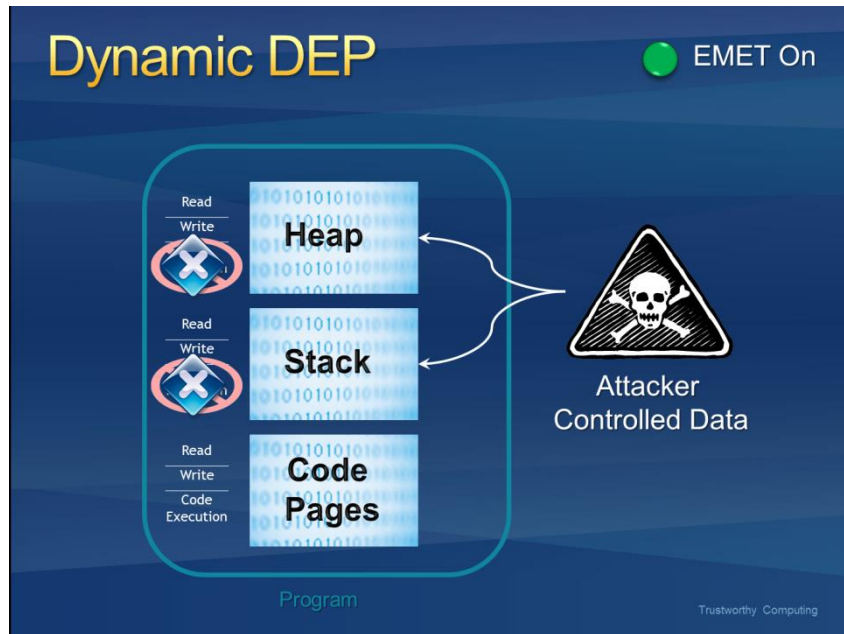 Dynamic DEP
EMET On
Read
Write
Heap
Read
Write
Stack
Read
Write
Code
Execution
Code
Pages
Attacker
Controlled Data
Program
Trustworthy Computing